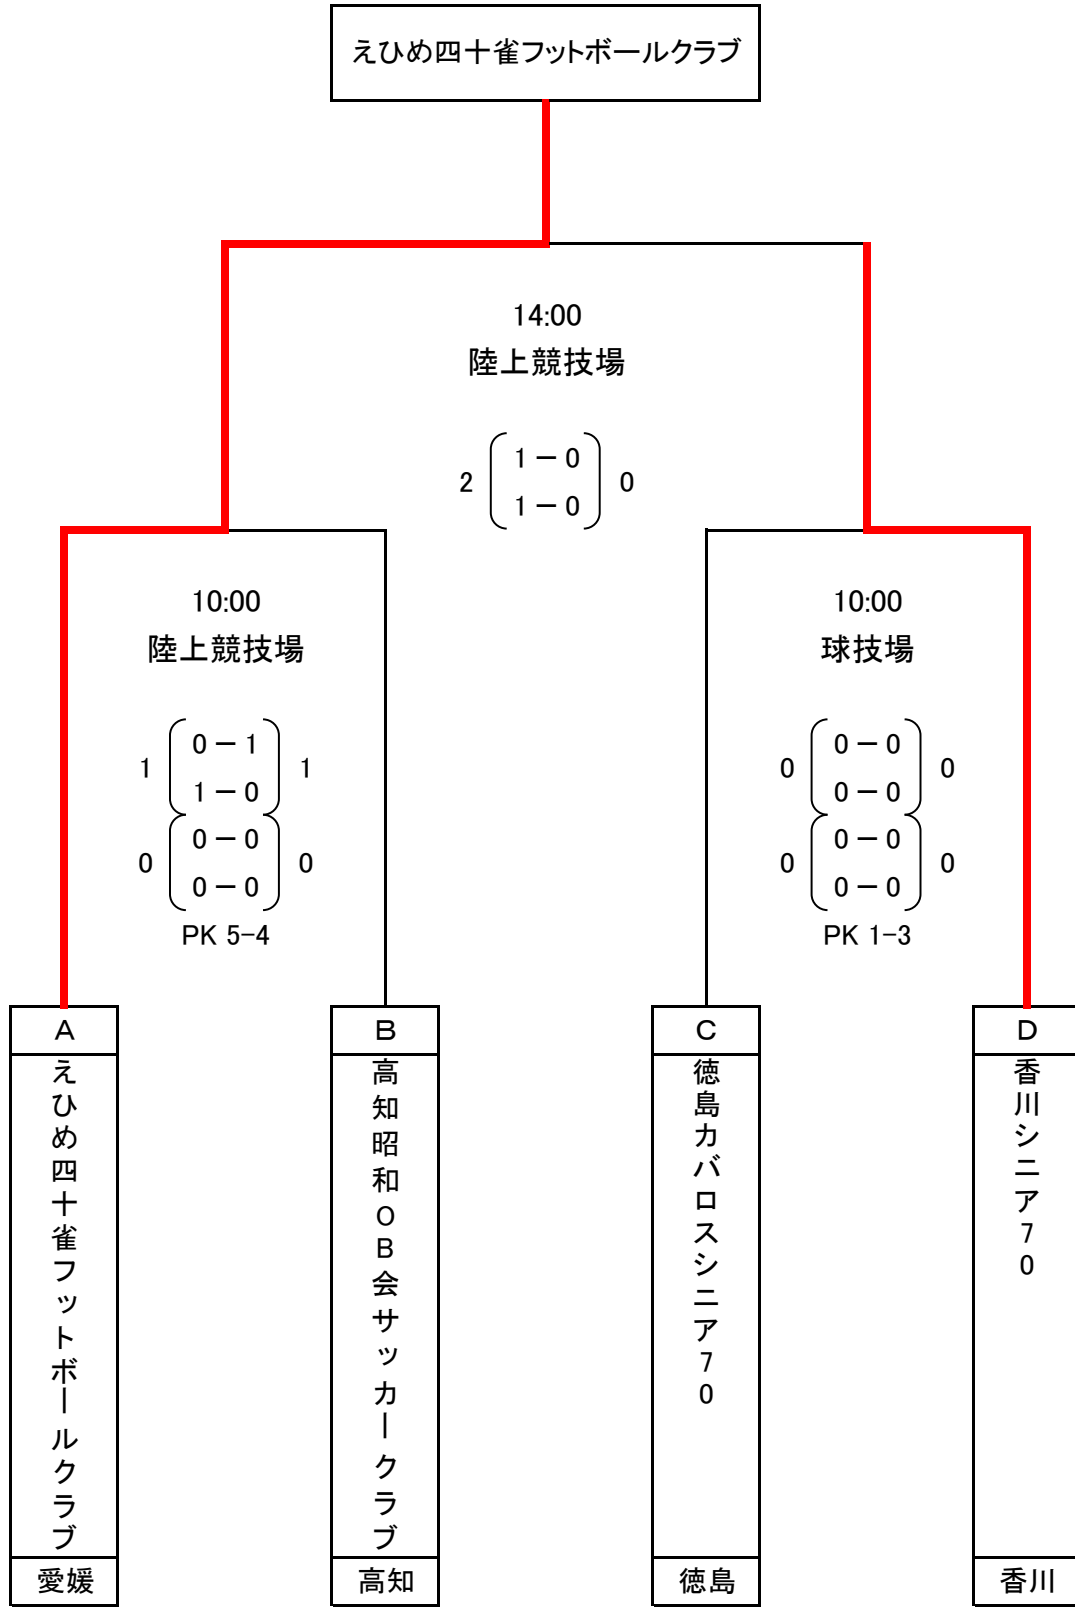 えひめ四十雀フットボールクラブ
14:00
陸上競技場
2
1－0
1－0
0
10:00
陸上競技場
1
0－1
1－0
1
0
0－0
0－0
0
PK 5-4
10:00
球技場
0
0－0
0－0
0
0
0－0
0－0
0
PK 1-3
A
えひめ四十雀フットボールクラブ
愛媛
B
高知昭和OB会サッカークラブ
高知
C
徳島カバロスシニア70
徳島
D
香川シニア70
香川